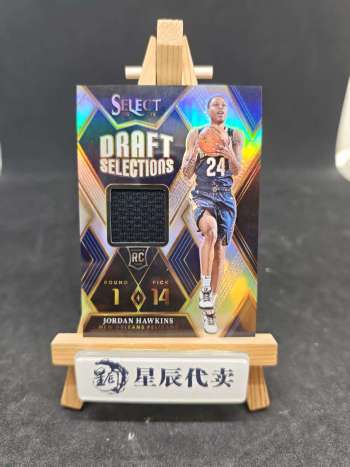 SELECT
DRAFT
SELECTIONS
24
RC
ROUND PICK
1 14
JORDAN HAWKINS
NEW ORLEANS PELICANS
星辰代卖